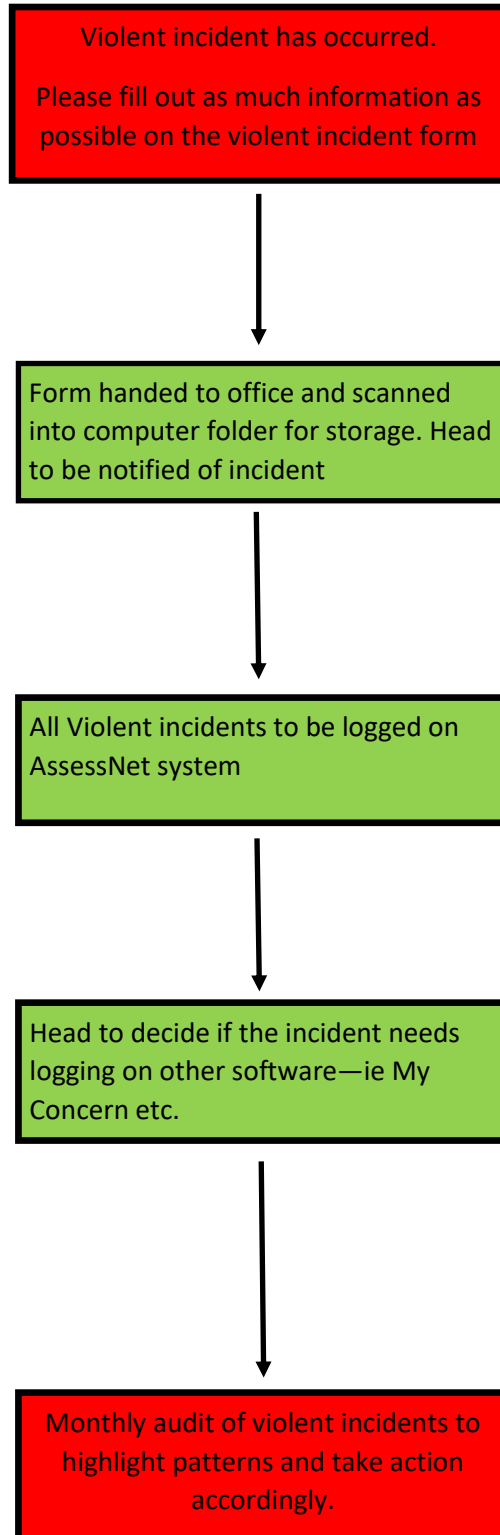 Violent incident has occurred.
Please fill out as much information as
possible on the violent incident form
Form handed to office and scanned
into computer folder for storage. Head
to be notified of incident
All Violent incidents to be logged on
AssessNet system
Head to decide if the incident needs
logging on other software—ie My
Concern etc.
Monthly audit of violent incidents to
highlight patterns and take action
accordingly.